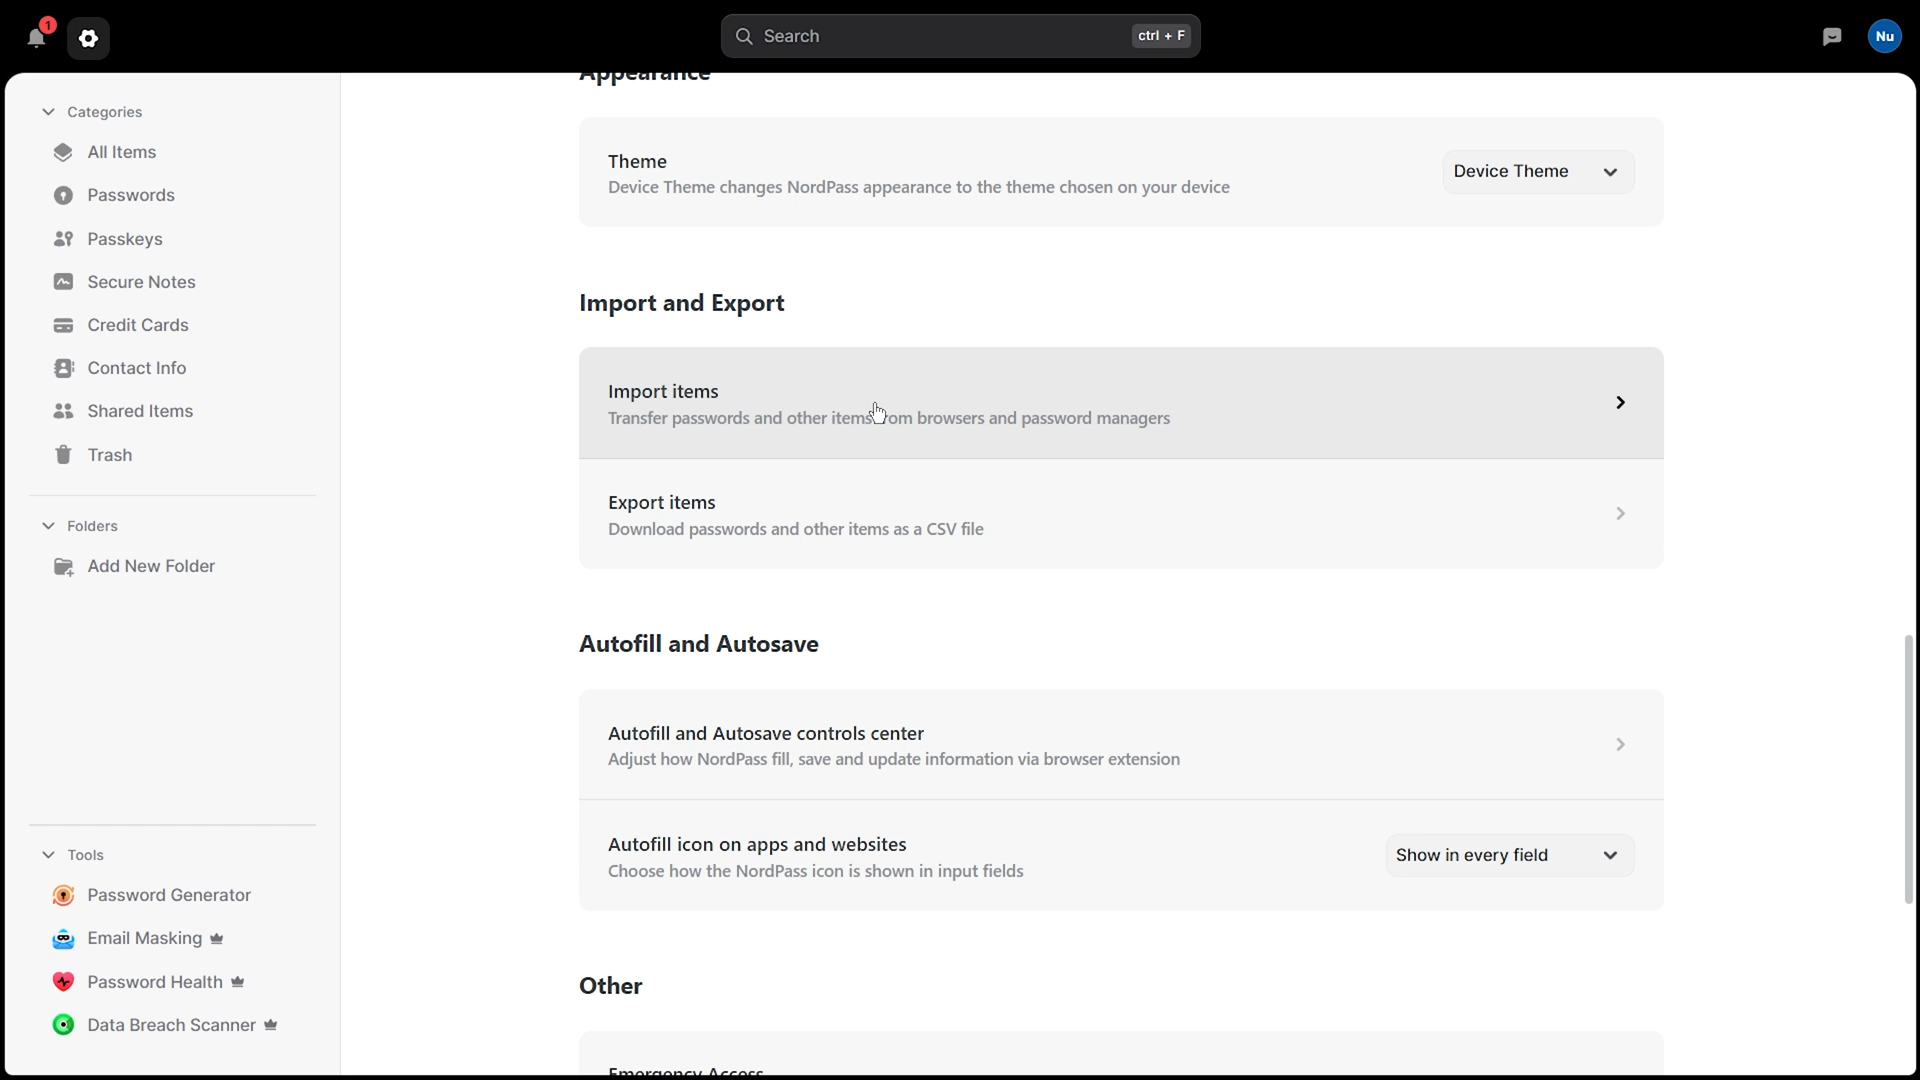 1
Search
ctrl + F
Nu
Categories
All Items
Passwords
Passkeys
Secure Notes
Credit Cards
Contact Info
Shared Items
Trash
Folders
Add New Folder
Tools
Password Generator
Email Masking
Password Health
Data Breach Scanner
Appearance
Theme
Device Theme changes NordPass appearance to the theme chosen on your device
Device Theme
Import and Export
Import items
Transfer passwords and other items from browsers and password managers
Export items
Download passwords and other items as a CSV file
Autofill and Autosave
Autofill and Autosave controls center
Adjust how NordPass fill, save and update information via browser extension
Autofill icon on apps and websites
Choose how the NordPass icon is shown in input fields
Show in every field
Other
Emergency Access